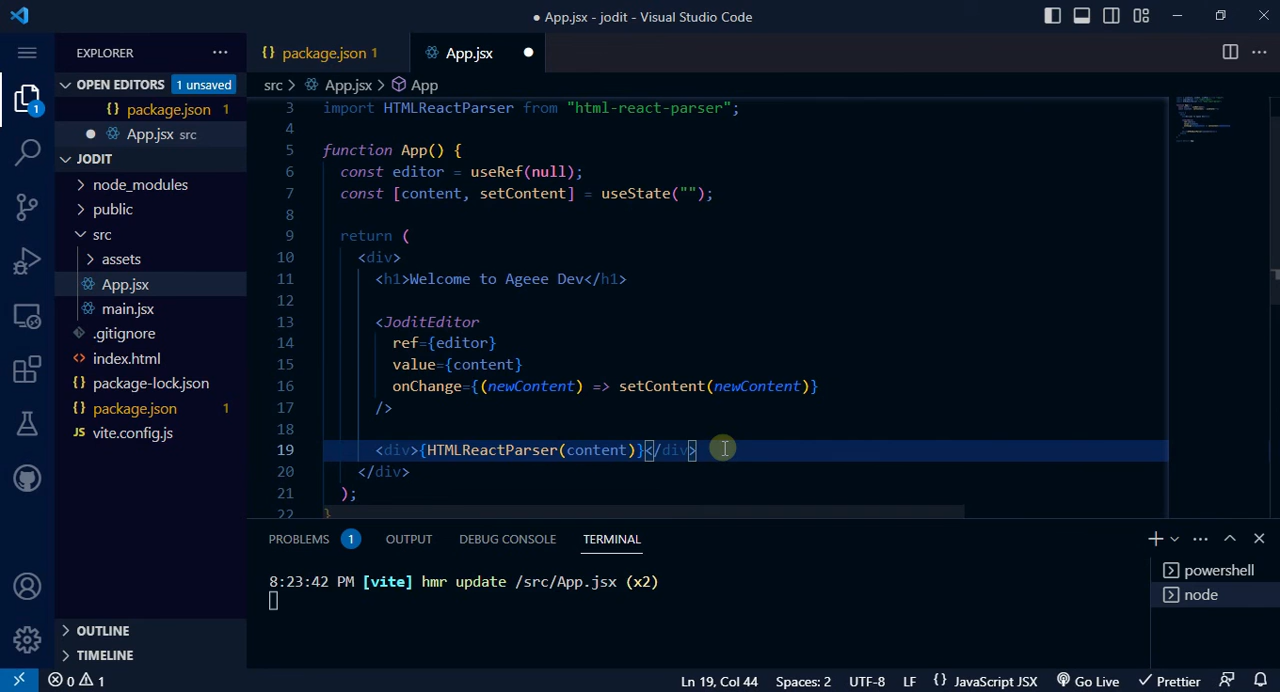 ● App.jsx - jodit - Visual Studio Code
EXPLORER
OPEN EDITORS 1 unsaved
{} package.json 1
● App.jsx src
JODIT
node_modules
public
src
assets
App.jsx
main.jsx
.gitignore
<> index.html
{} package-lock.json
{} package.json 1
JS vite.config.js
OUTLINE
TIMELINE
1
{} package.json 1
App.jsx ●
src > App.jsx > App
3 import HTMLReactParser from "html-react-parser";
4
5 function App() {
6 const editor = useRef(null);
7 const [content, setContent] = useState("");
8
9 return (
10 <div>
11 <h1>Welcome to Ageee Dev</h1>
12
13 <JoditEditor
14 ref={editor}
15 value={content}
16 onChange={(newContent) => setContent(newContent)}
17 />
18
19 <div>{HTMLReactParser(content)}</div>
20 </div>
21 );
22 }
PROBLEMS 1 OUTPUT DEBUG CONSOLE TERMINAL
8:23:42 PM [vite] hmr update /src/App.jsx (x2)
powershell
node
0 1 Ln 19, Col 44 Spaces: 2 UTF-8 LF {} JavaScript JSX Go Live Prettier